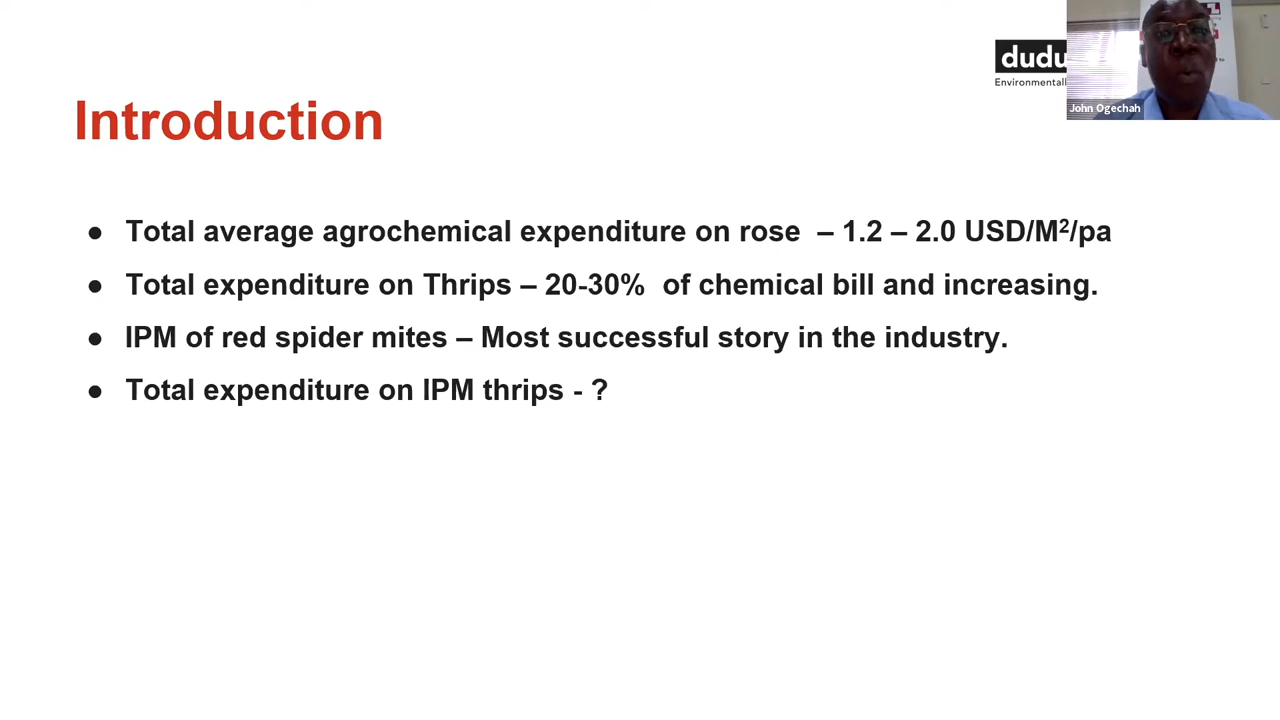 dudu
Environmentall
John Ogechah
Introduction
● Total average agrochemical expenditure on rose – 1.2 – 2.0 USD/M²/pa
● Total expenditure on Thrips – 20-30% of chemical bill and increasing.
● IPM of red spider mites – Most successful story in the industry.
● Total expenditure on IPM thrips - ?